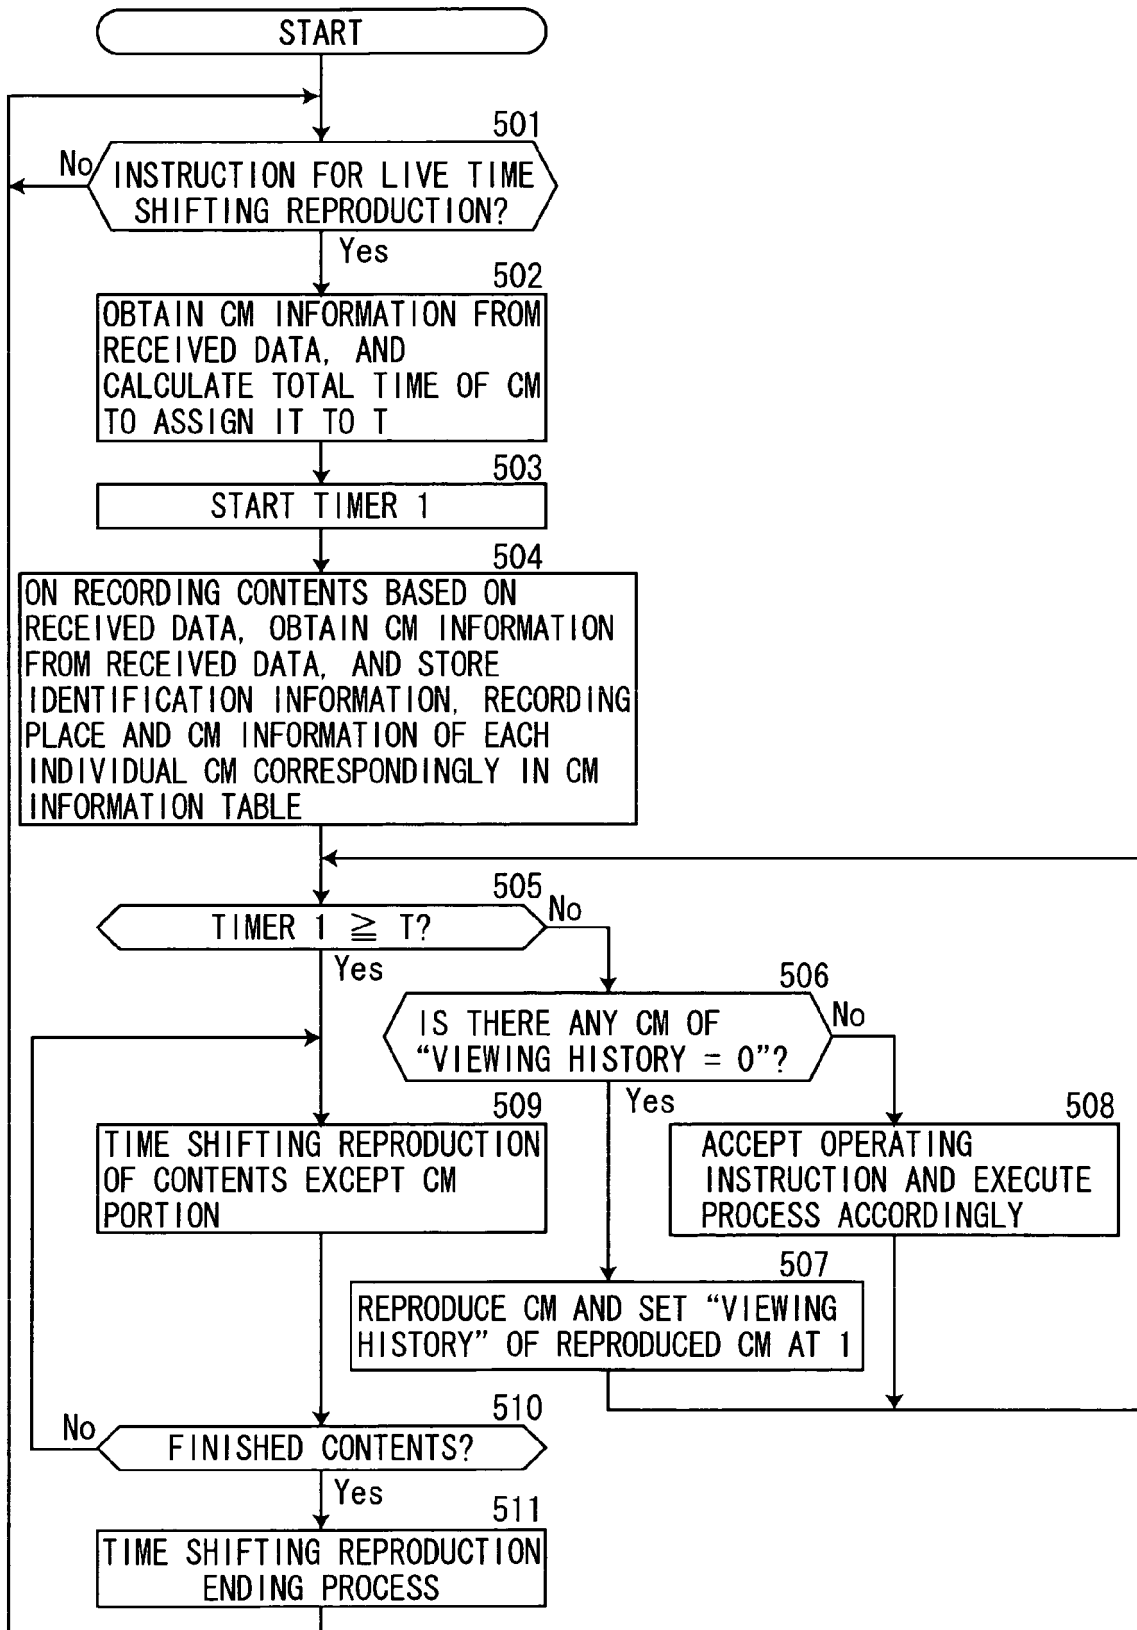 START
501
No
INSTRUCTION FOR LIVE TIME
SHIFTING REPRODUCTION?
Yes
502
OBTAIN CM INFORMATION FROM
RECEIVED DATA, AND
CALCULATE TOTAL TIME OF CM
TO ASSIGN IT TO T
503
START TIMER 1
504
ON RECORDING CONTENTS BASED ON
RECEIVED DATA, OBTAIN CM INFORMATION
FROM RECEIVED DATA, AND STORE
IDENTIFICATION INFORMATION, RECORDING
PLACE AND CM INFORMATION OF EACH
INDIVIDUAL CM CORRESPONDINGLY IN CM
INFORMATION TABLE
505
TIMER 1 ≧ T?
No
Yes
506
IS THERE ANY CM OF
“VIEWING HISTORY = 0”?
No
Yes
509
TIME SHIFTING REPRODUCTION
OF CONTENTS EXCEPT CM
PORTION
508
ACCEPT OPERATING
INSTRUCTION AND EXECUTE
PROCESS ACCORDINGLY
507
REPRODUCE CM AND SET “VIEWING
HISTORY” OF REPRODUCED CM AT 1
510
No
FINISHED CONTENTS?
Yes
511
TIME SHIFTING REPRODUCTION
ENDING PROCESS